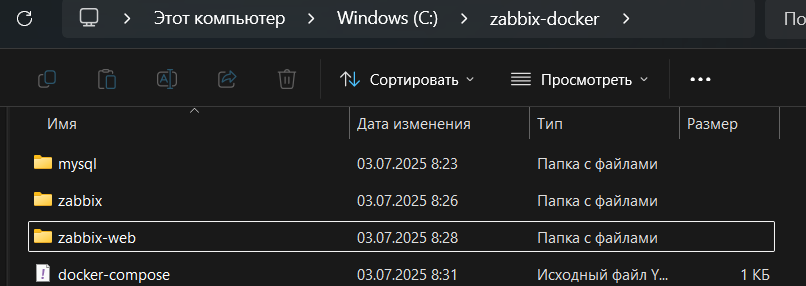 Этот компьютер > Windows (C:) > zabbix-docker > По
Сортировать Просмотреть •••
Имя Дата изменения Тип Размер
mysql 03.07.2025 8:23 Папка с файлами
zabbix 03.07.2025 8:26 Папка с файлами
zabbix-web 03.07.2025 8:28 Папка с файлами
docker-compose 03.07.2025 8:31 Исходный файл Y... 1 КБ